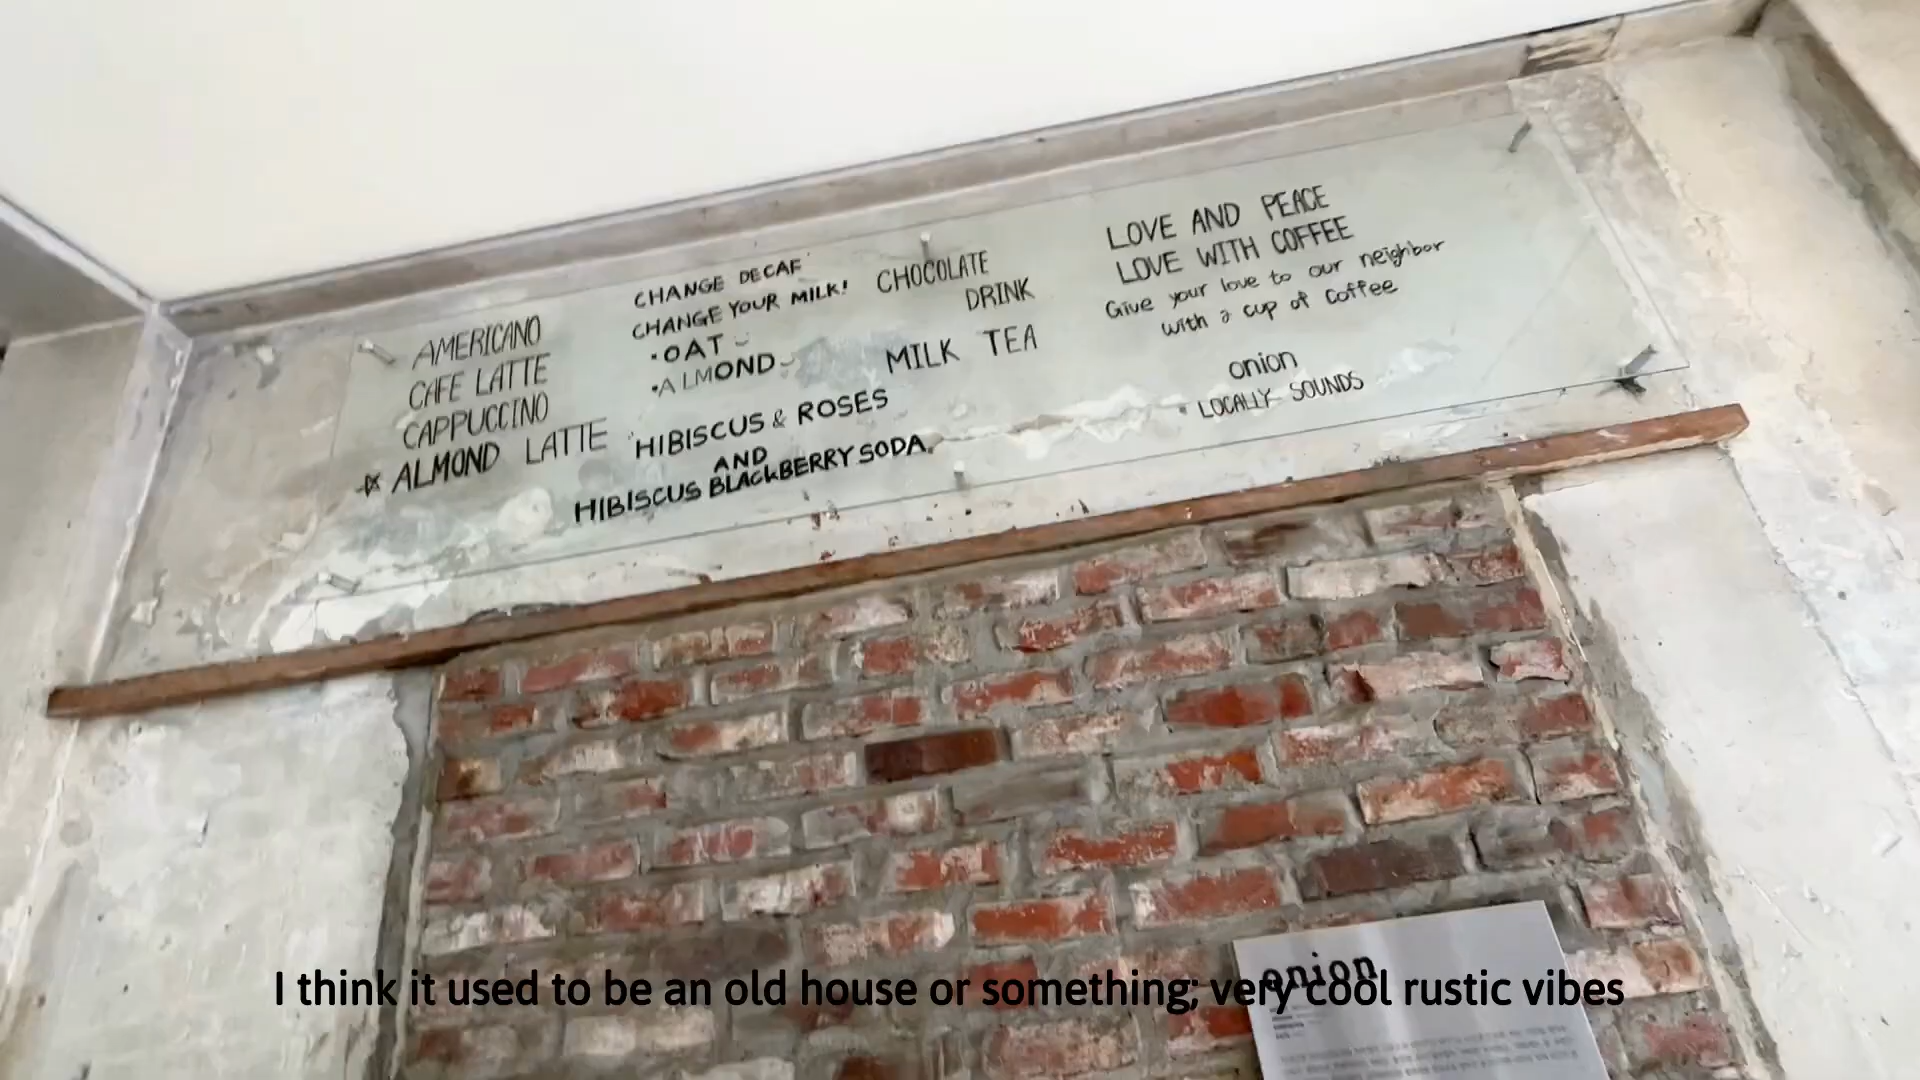 AMERICANO
CAFE LATTE
CAPPUCCINO
ALMOND LATTE
CHANGE DECAF
CHANGE YOUR MILK!
• OAT
• ALMOND
HIBISCUS & ROSES
AND
HIBISCUS BLACKBERRY SODA.
CHOCOLATE
DRINK
MILK TEA
LOVE AND PEACE
LOVE WITH COFFEE
Give your love to our neighbor
with a cup of coffee
onion
• LOCALLY SOUNDS
onion
I think it used to be an old house or something; very cool rustic vibes